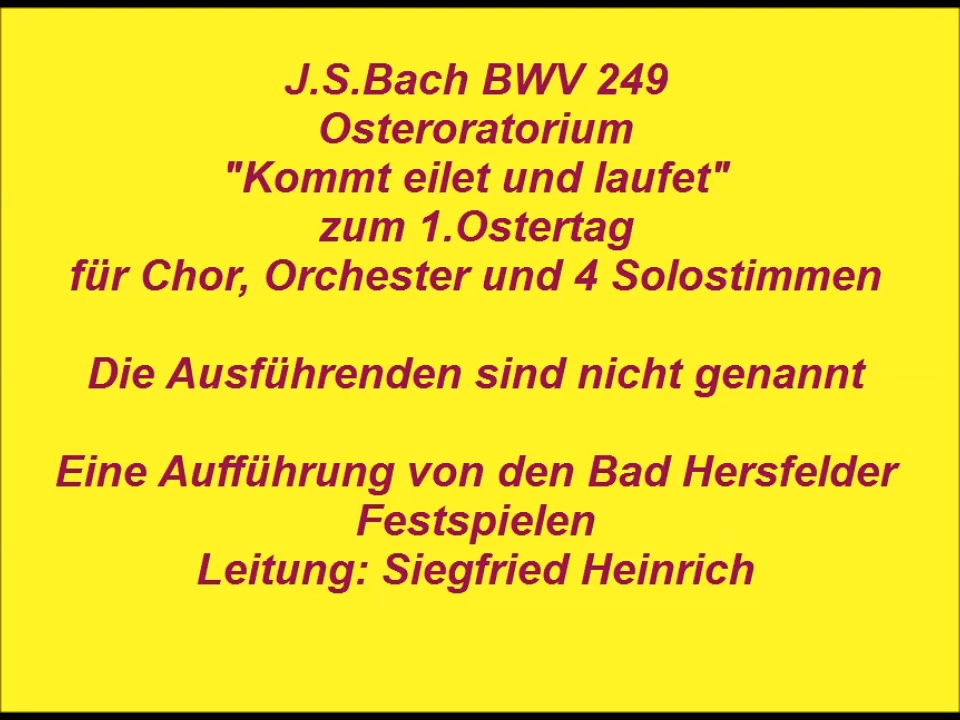 J.S.Bach BWV 249
Osteroratorium
"Kommt eilet und laufet"
zum 1.Ostertag
für Chor, Orchester und 4 Solostimmen
Die Ausführenden sind nicht genannt
Eine Aufführung von den Bad Hersfelder
Festspielen
Leitung: Siegfried Heinrich